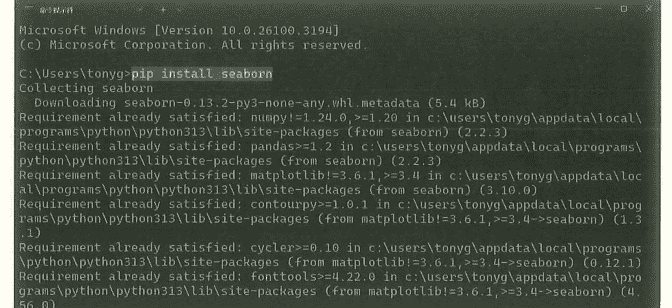 命令提示符
Microsoft Windows [Version 10.0.26100.3194]
(c) Microsoft Corporation. All rights reserved.
C:\Users\tonyg>pip install seaborn
Collecting seaborn
Downloading seaborn-0.13.2-py3-none-any.whl.metadata (5.4 kB)
Requirement already satisfied: numpy!=1.24.0,>=1.20 in c:\users\tonyg\appdata\local\
programs\python\python313\lib\site-packages (from seaborn) (2.2.3)
Requirement already satisfied: pandas>=1.2 in c:\users\tonyg\appdata\local\programs\
python\python313\lib\site-packages (from seaborn) (2.2.3)
Requirement already satisfied: matplotlib!=3.6.1,>=3.4 in c:\users\tonyg\appdata\loc
al\programs\python\python313\lib\site-packages (from seaborn) (3.10.0)
Requirement already satisfied: contourpy>=1.0.1 in c:\users\tonyg\appdata\local\prog
rams\python\python313\lib\site-packages (from matplotlib!=3.6.1,>=3.4->seaborn) (1.3
.1)
Requirement already satisfied: cycler>=0.10 in c:\users\tonyg\appdata\local\programs
\python\python313\lib\site-packages (from matplotlib!=3.6.1,>=3.4->seaborn) (0.12.1)
Requirement already satisfied: fonttools>=4.22.0 in c:\users\tonyg\appdata\local\pro
grams\python\python313\lib\site-packages (from matplotlib!=3.6.1,>=3.4->seaborn) (4.
56.0)